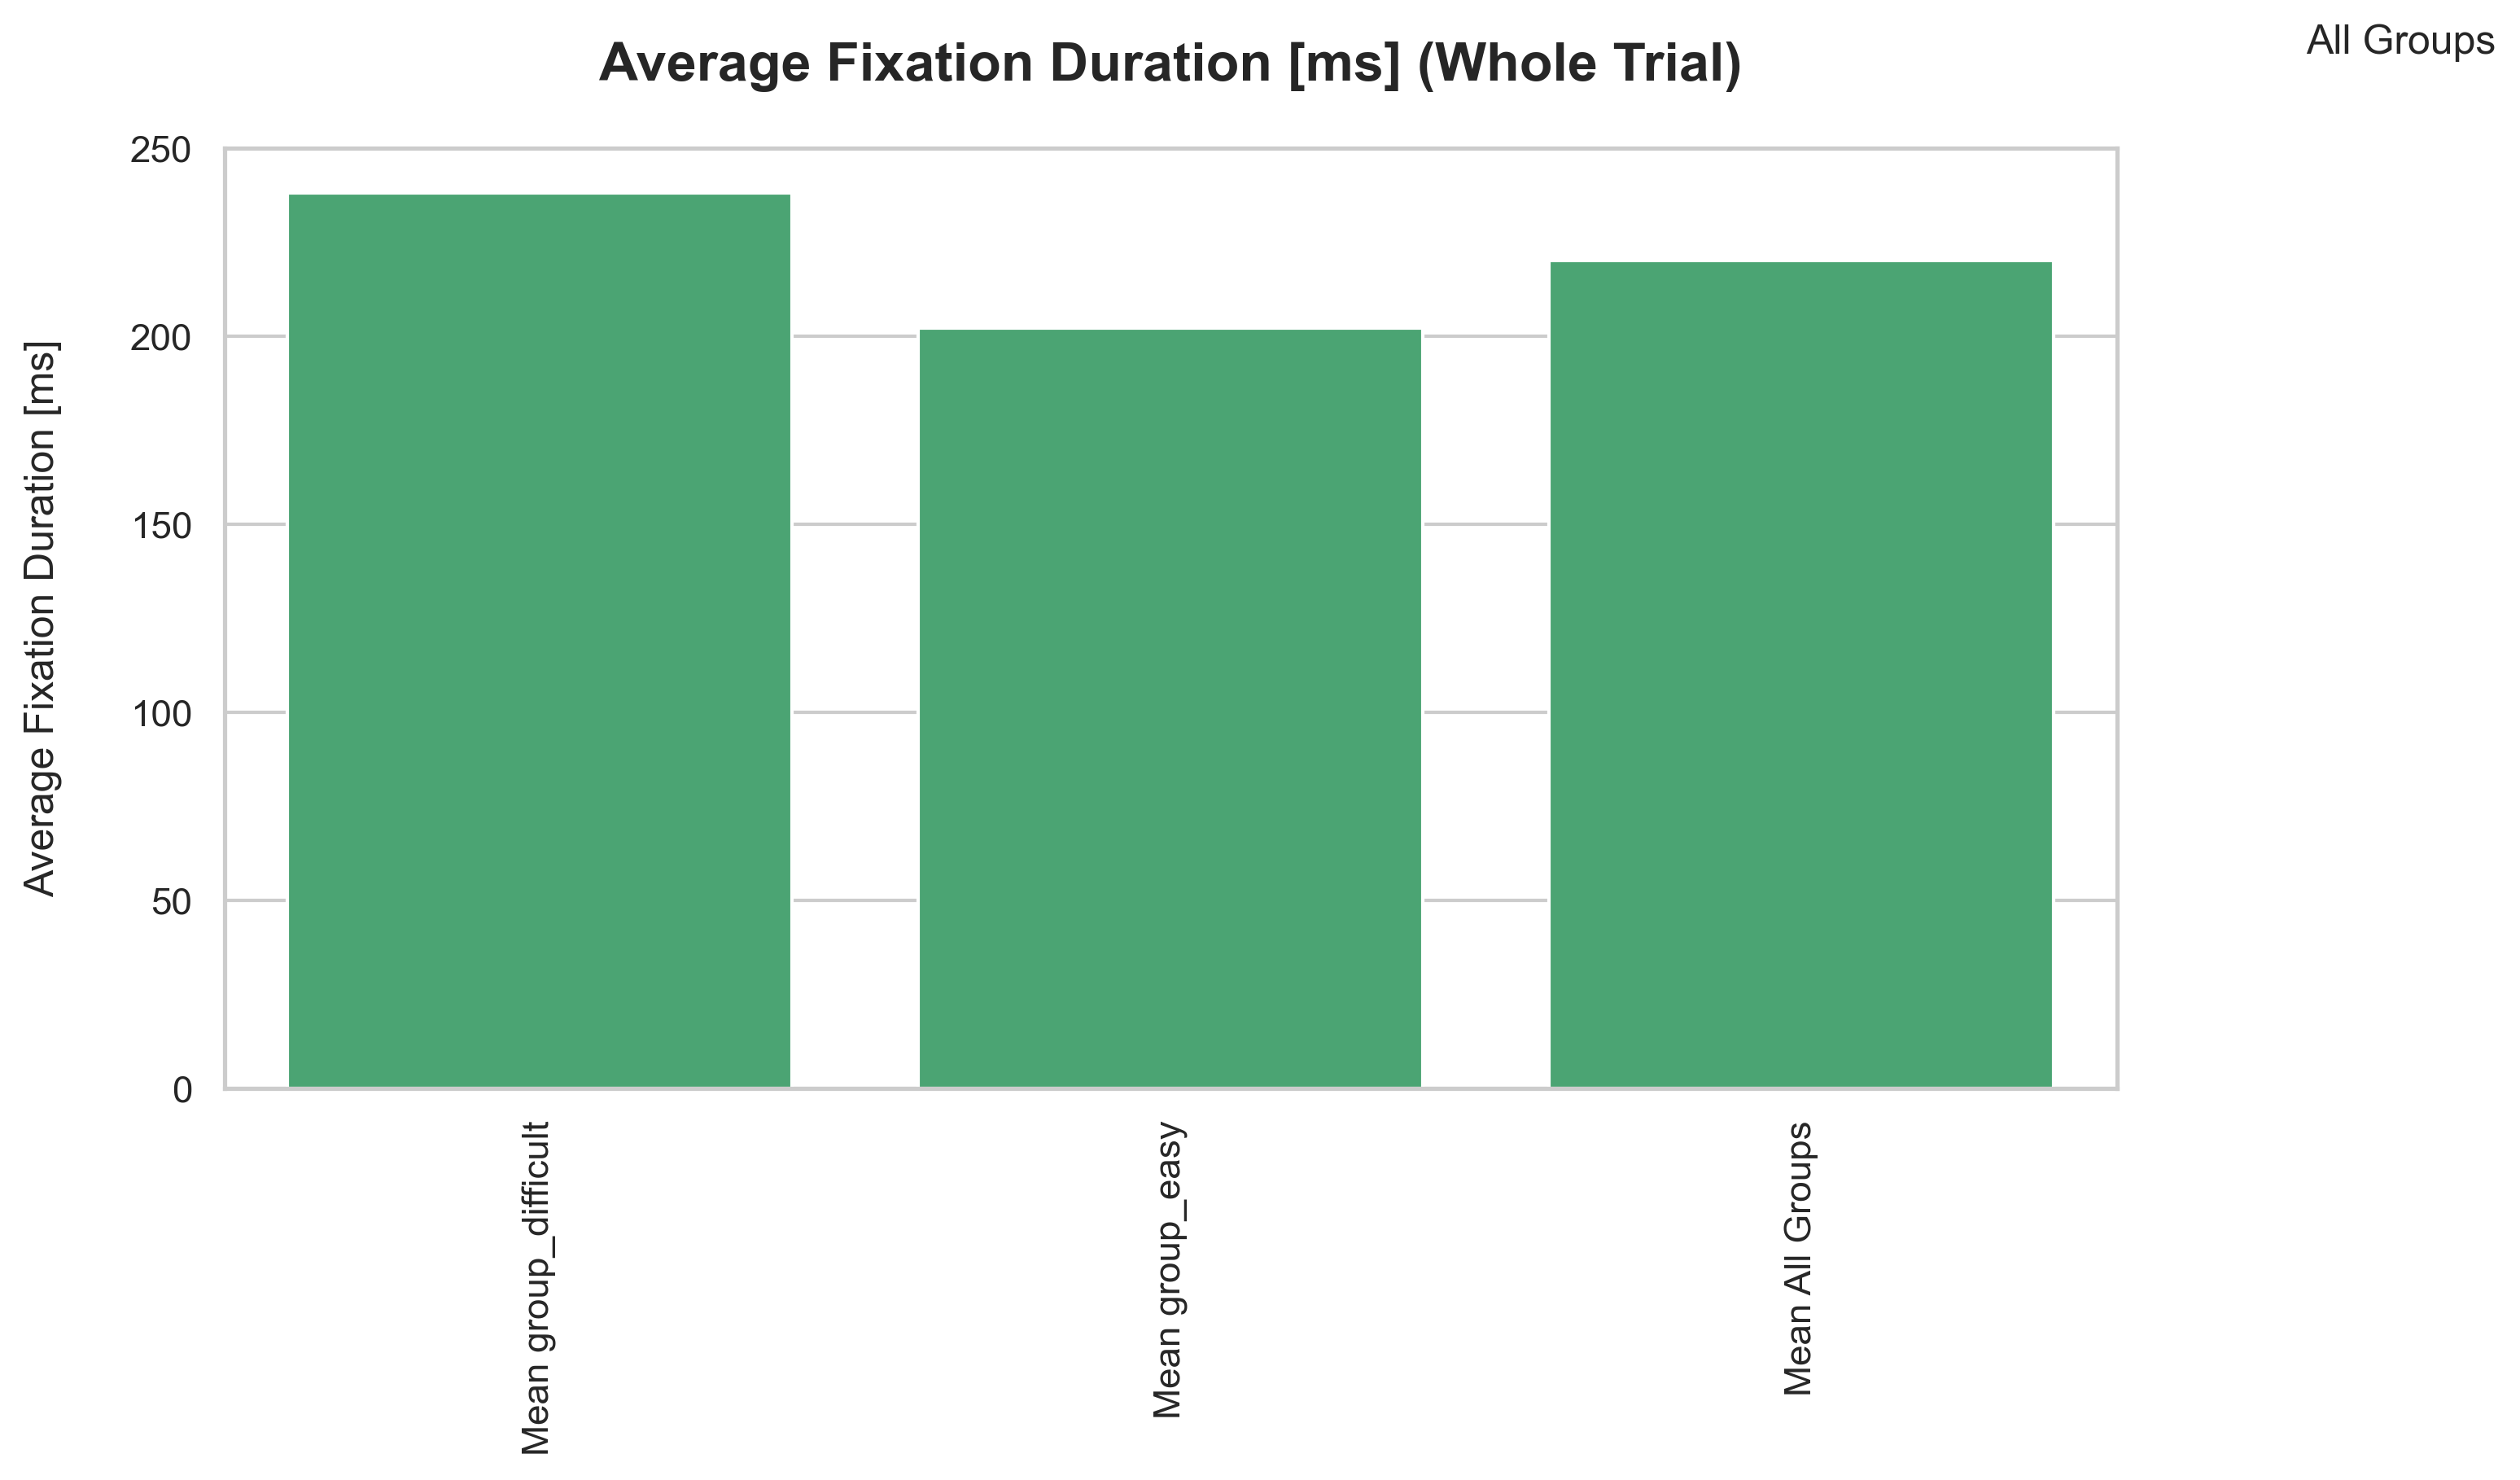 All Groups
Average Fixation Duration [ms] (Whole Trial)
Average Fixation Duration [ms]
250
200
150
100
50
0
Mean group_difficult
Mean group_easy
Mean All Groups